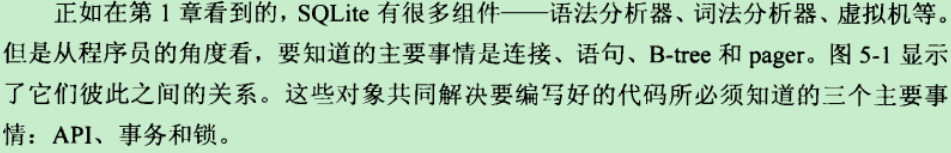 正如在第 1 章看到的，SQLite 有很多组件——语法分析器、词法分析器、虚拟机等。
但是从程序员的角度看，要知道的主要事情是连接、语句、B-tree 和 pager。图 5-1 显示
了它们彼此之间的关系。这些对象共同解决要编写好的代码所必须知道的三个主要事
情：API、事务和锁。